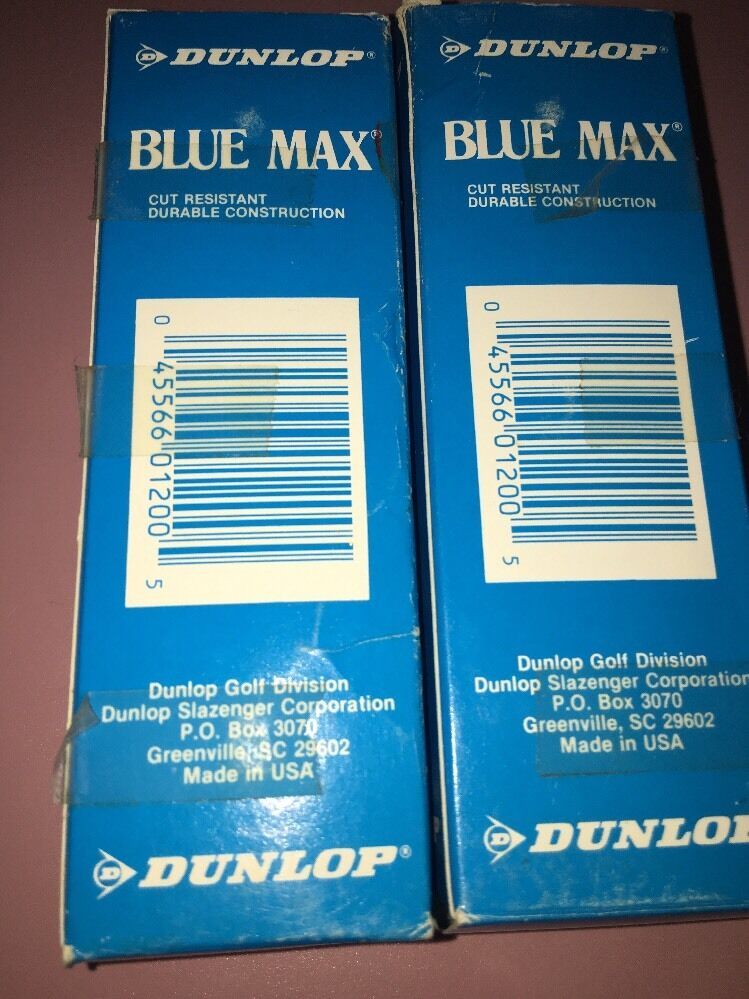 DUNLOP®
BLUE MAX®
CUT RESISTANT
DURABLE CONSTRUCTION
0 45566 01200 5
Dunlop Golf Division
Dunlop Slazenger Corporation
P.O. Box 3070
Greenville, SC 29602
Made in USA
D DUNLOP®
D DUNLOP®
BLUE MAX®
CUT RESISTANT
DURABLE CONSTRUCTION
0 45566 01200 5
Dunlop Golf Division
Dunlop Slazenger Corporation
P.O. Box 3070
Greenville, SC 29602
Made in USA
D DUNLO